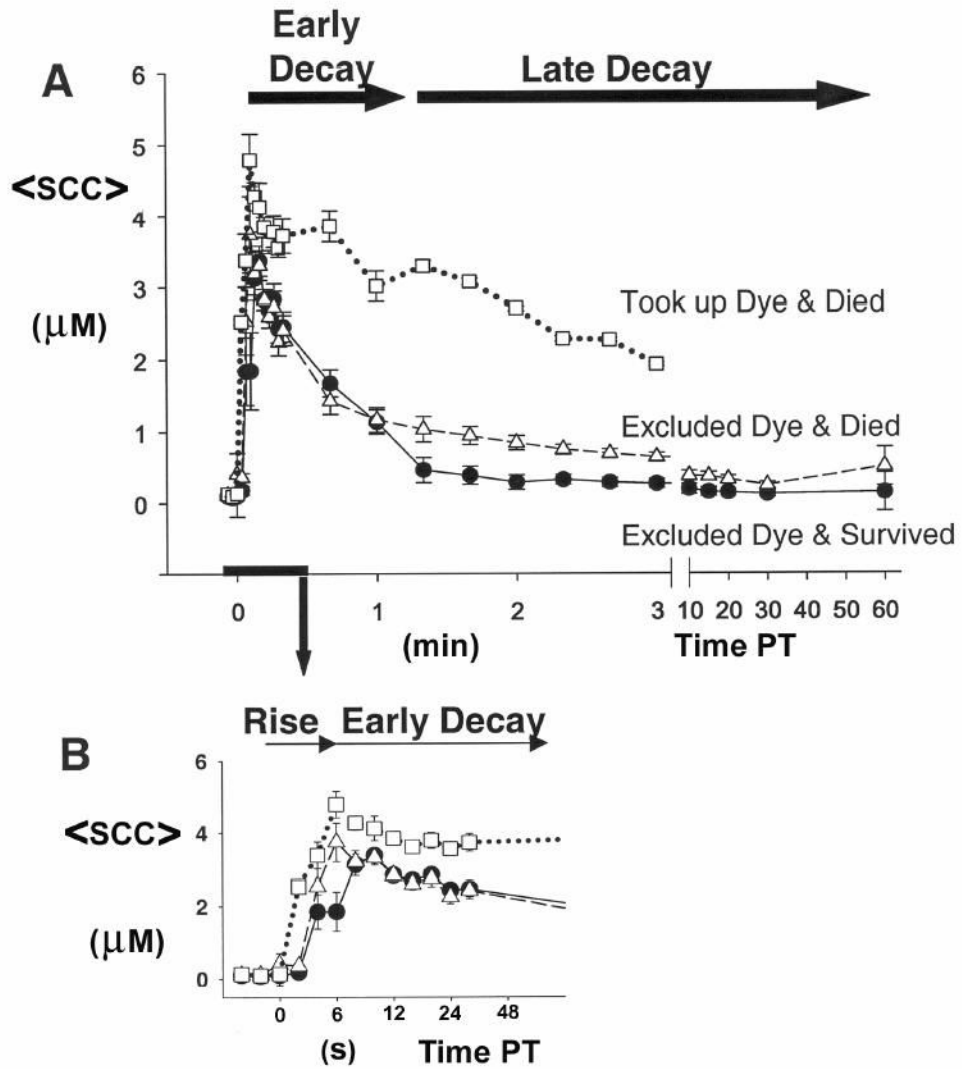 Early
Decay
Late Decay
A
6
5
<SCC>
4
3
(μM)
2
1
0
Took up Dye & Died
Excluded Dye & Died
Excluded Dye & Survived
0 1 2 3 10 20 30 40 50 60
(min) Time PT
Rise Early Decay
B
6
<SCC>
4
2
(μM)
0
0 6 12 24 48
(s) Time PT